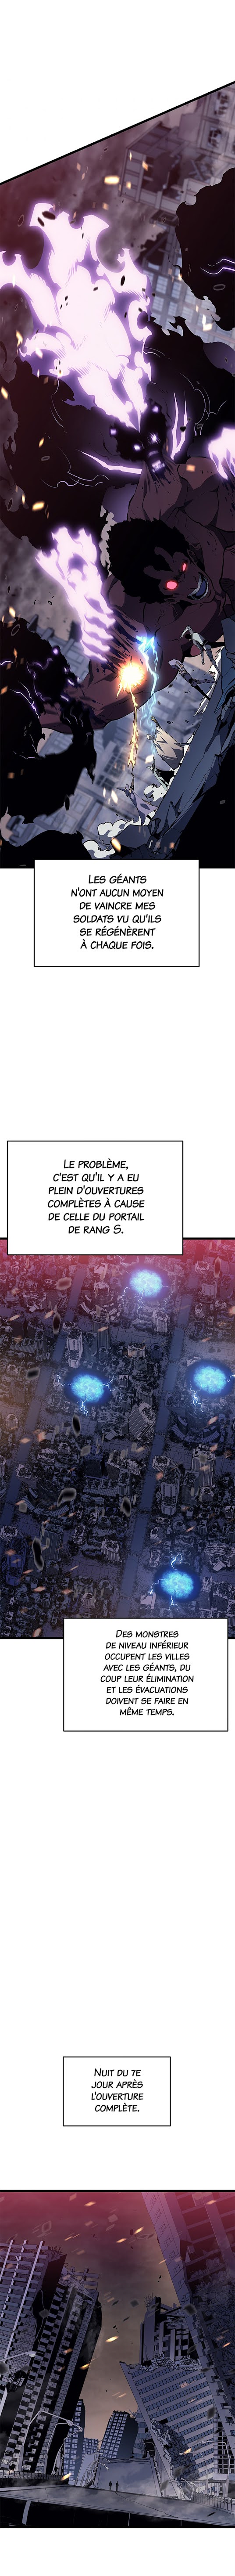 Les géants
n'ont aucun moyen
de vaincre mes
soldats vu qu'ils
se régénèrent
à chaque fois.
Le problème,
c'est qu'il y a eu
plein d'ouvertures
complètes à cause
de celle du portail
de rang S.
Des monstres
de niveau inférieur
occupent les villes
avec les géants, du
coup leur élimination
et les évacuations
doivent se faire en
même temps.
Nuit du 7e
jour après
l'ouverture
complète.